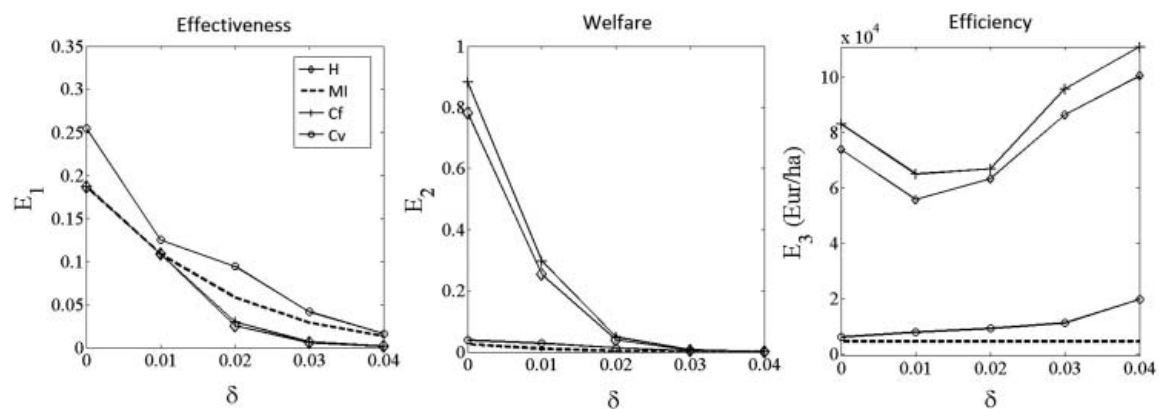 Effectiveness
0.35
0.3
0.25
0.2
0.15
0.1
0.05
0
E_1
0 0.01 0.02 0.03 0.04
δ
H
MI
Cf
Cv
Welfare
1
0.8
0.6
0.4
0.2
0
E_2
0 0.01 0.02 0.03 0.04
δ
Efficiency
x 10^4
10
8
6
4
2
0
E_3 (Eur/ha)
0 0.01 0.02 0.03 0.04
δ